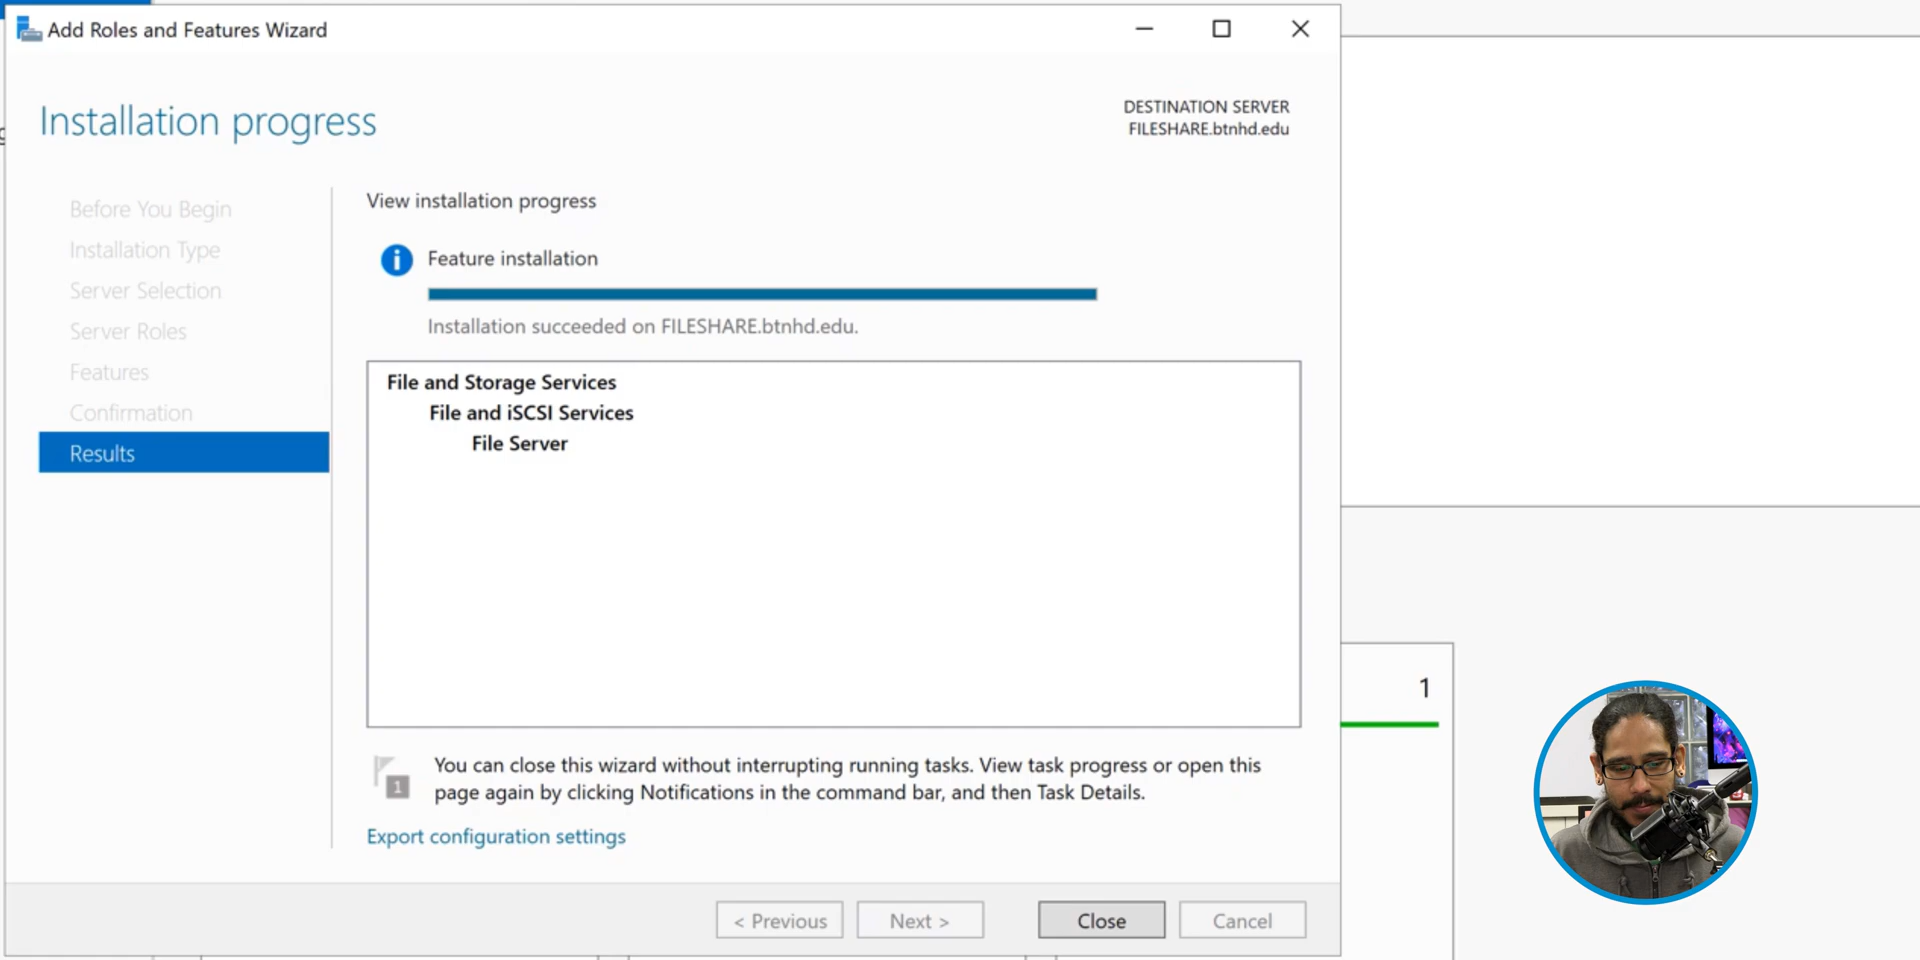 Add Roles and Features Wizard
Installation progress
DESTINATION SERVER
FILESHARE.btnhd.edu
Before You Begin
Installation Type
Server Selection
Server Roles
Features
Confirmation
Results
View installation progress
Feature installation
Installation succeeded on FILESHARE.btnhd.edu.
File and Storage Services
File and iSCSI Services
File Server
1
You can close this wizard without interrupting running tasks. View task progress or open this
page again by clicking Notifications in the command bar, and then Task Details.
Export configuration settings
< Previous
Next >
Close
Cancel
1